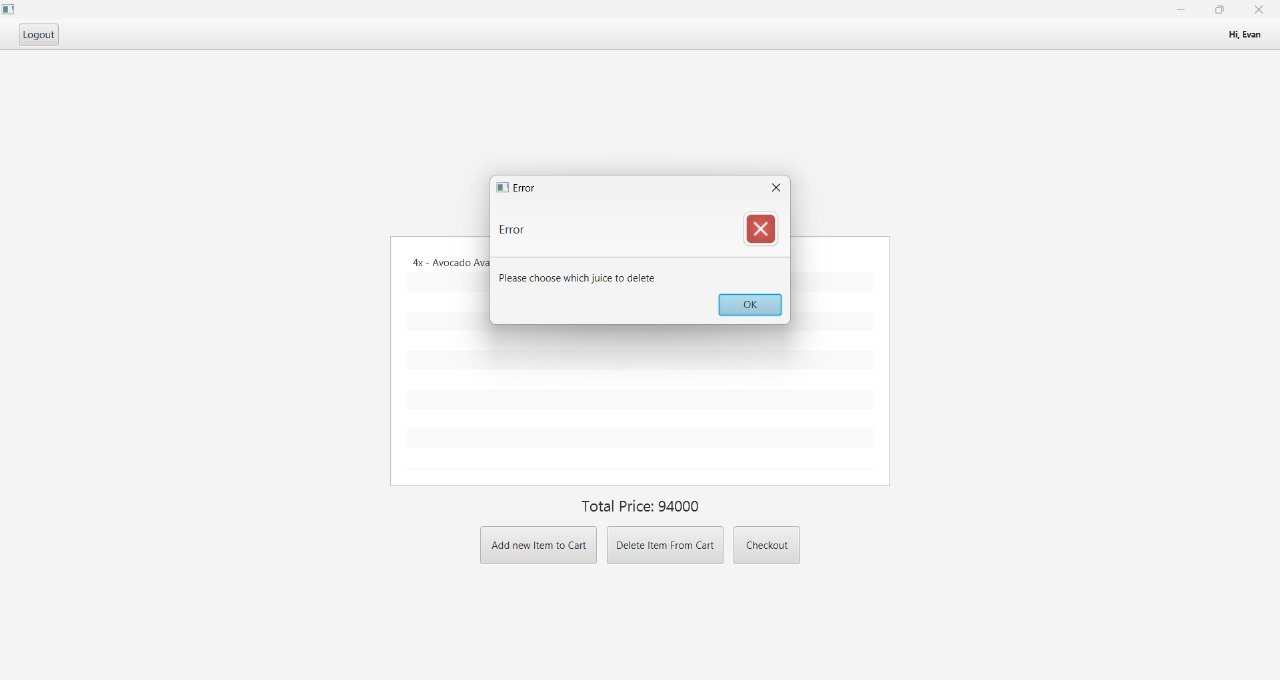 Logout
Hi, Evan
Error
Error
4x - Avocado
Please choose which juice to delete
OK
Total Price: 94000
Add new Item to Cart
Delete Item From Cart
Checkout